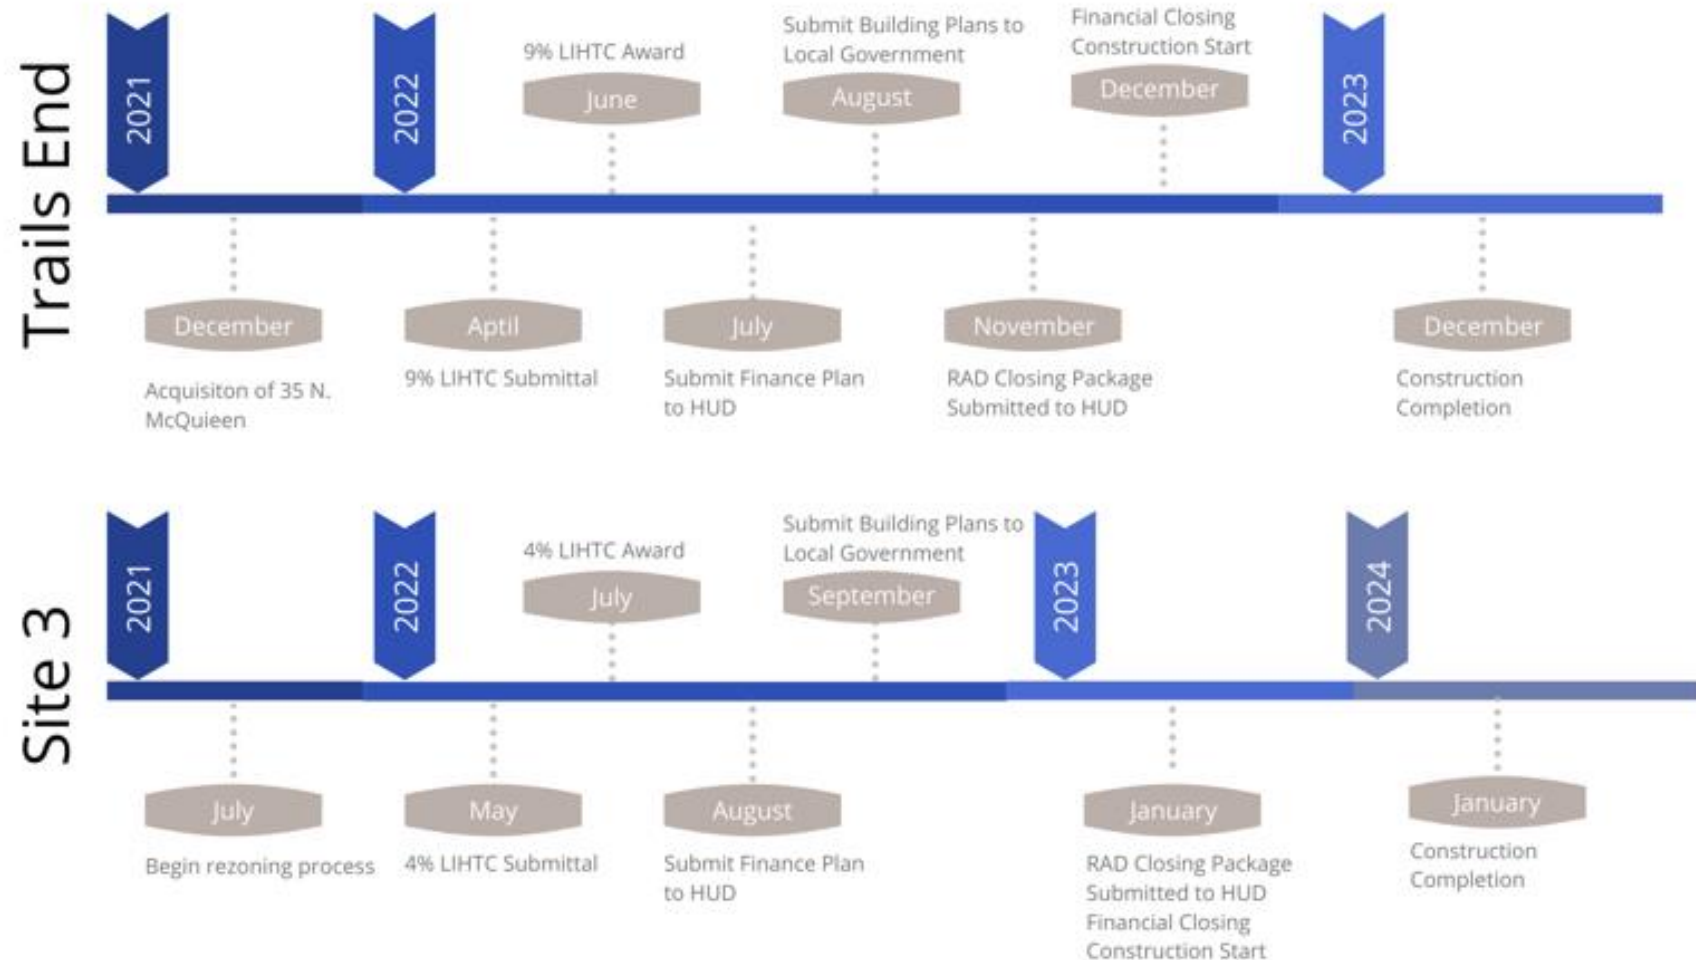 Trails End
2021
2022
9% LIHTC Award
June
Submit Building Plans to
Local Government
August
Financial Closing
Construction Start
December
2023
December
Acquisiton of 35 N.
McQuieen
Aptil
9% LIHTC Submittal
July
Submit Finance Plan
to HUD
November
RAD Closing Package
Submitted to HUD
December
Construction
Completion
Site 3
2021
2022
4% LIHTC Award
July
Submit Building Plans to
Local Government
September
2023
2024
July
Begin rezoning process
May
4% LIHTC Submittal
August
Submit Finance Plan
to HUD
January
RAD Closing Package
Submitted to HUD
Financial Closing
Construction Start
January
Construction
Completion